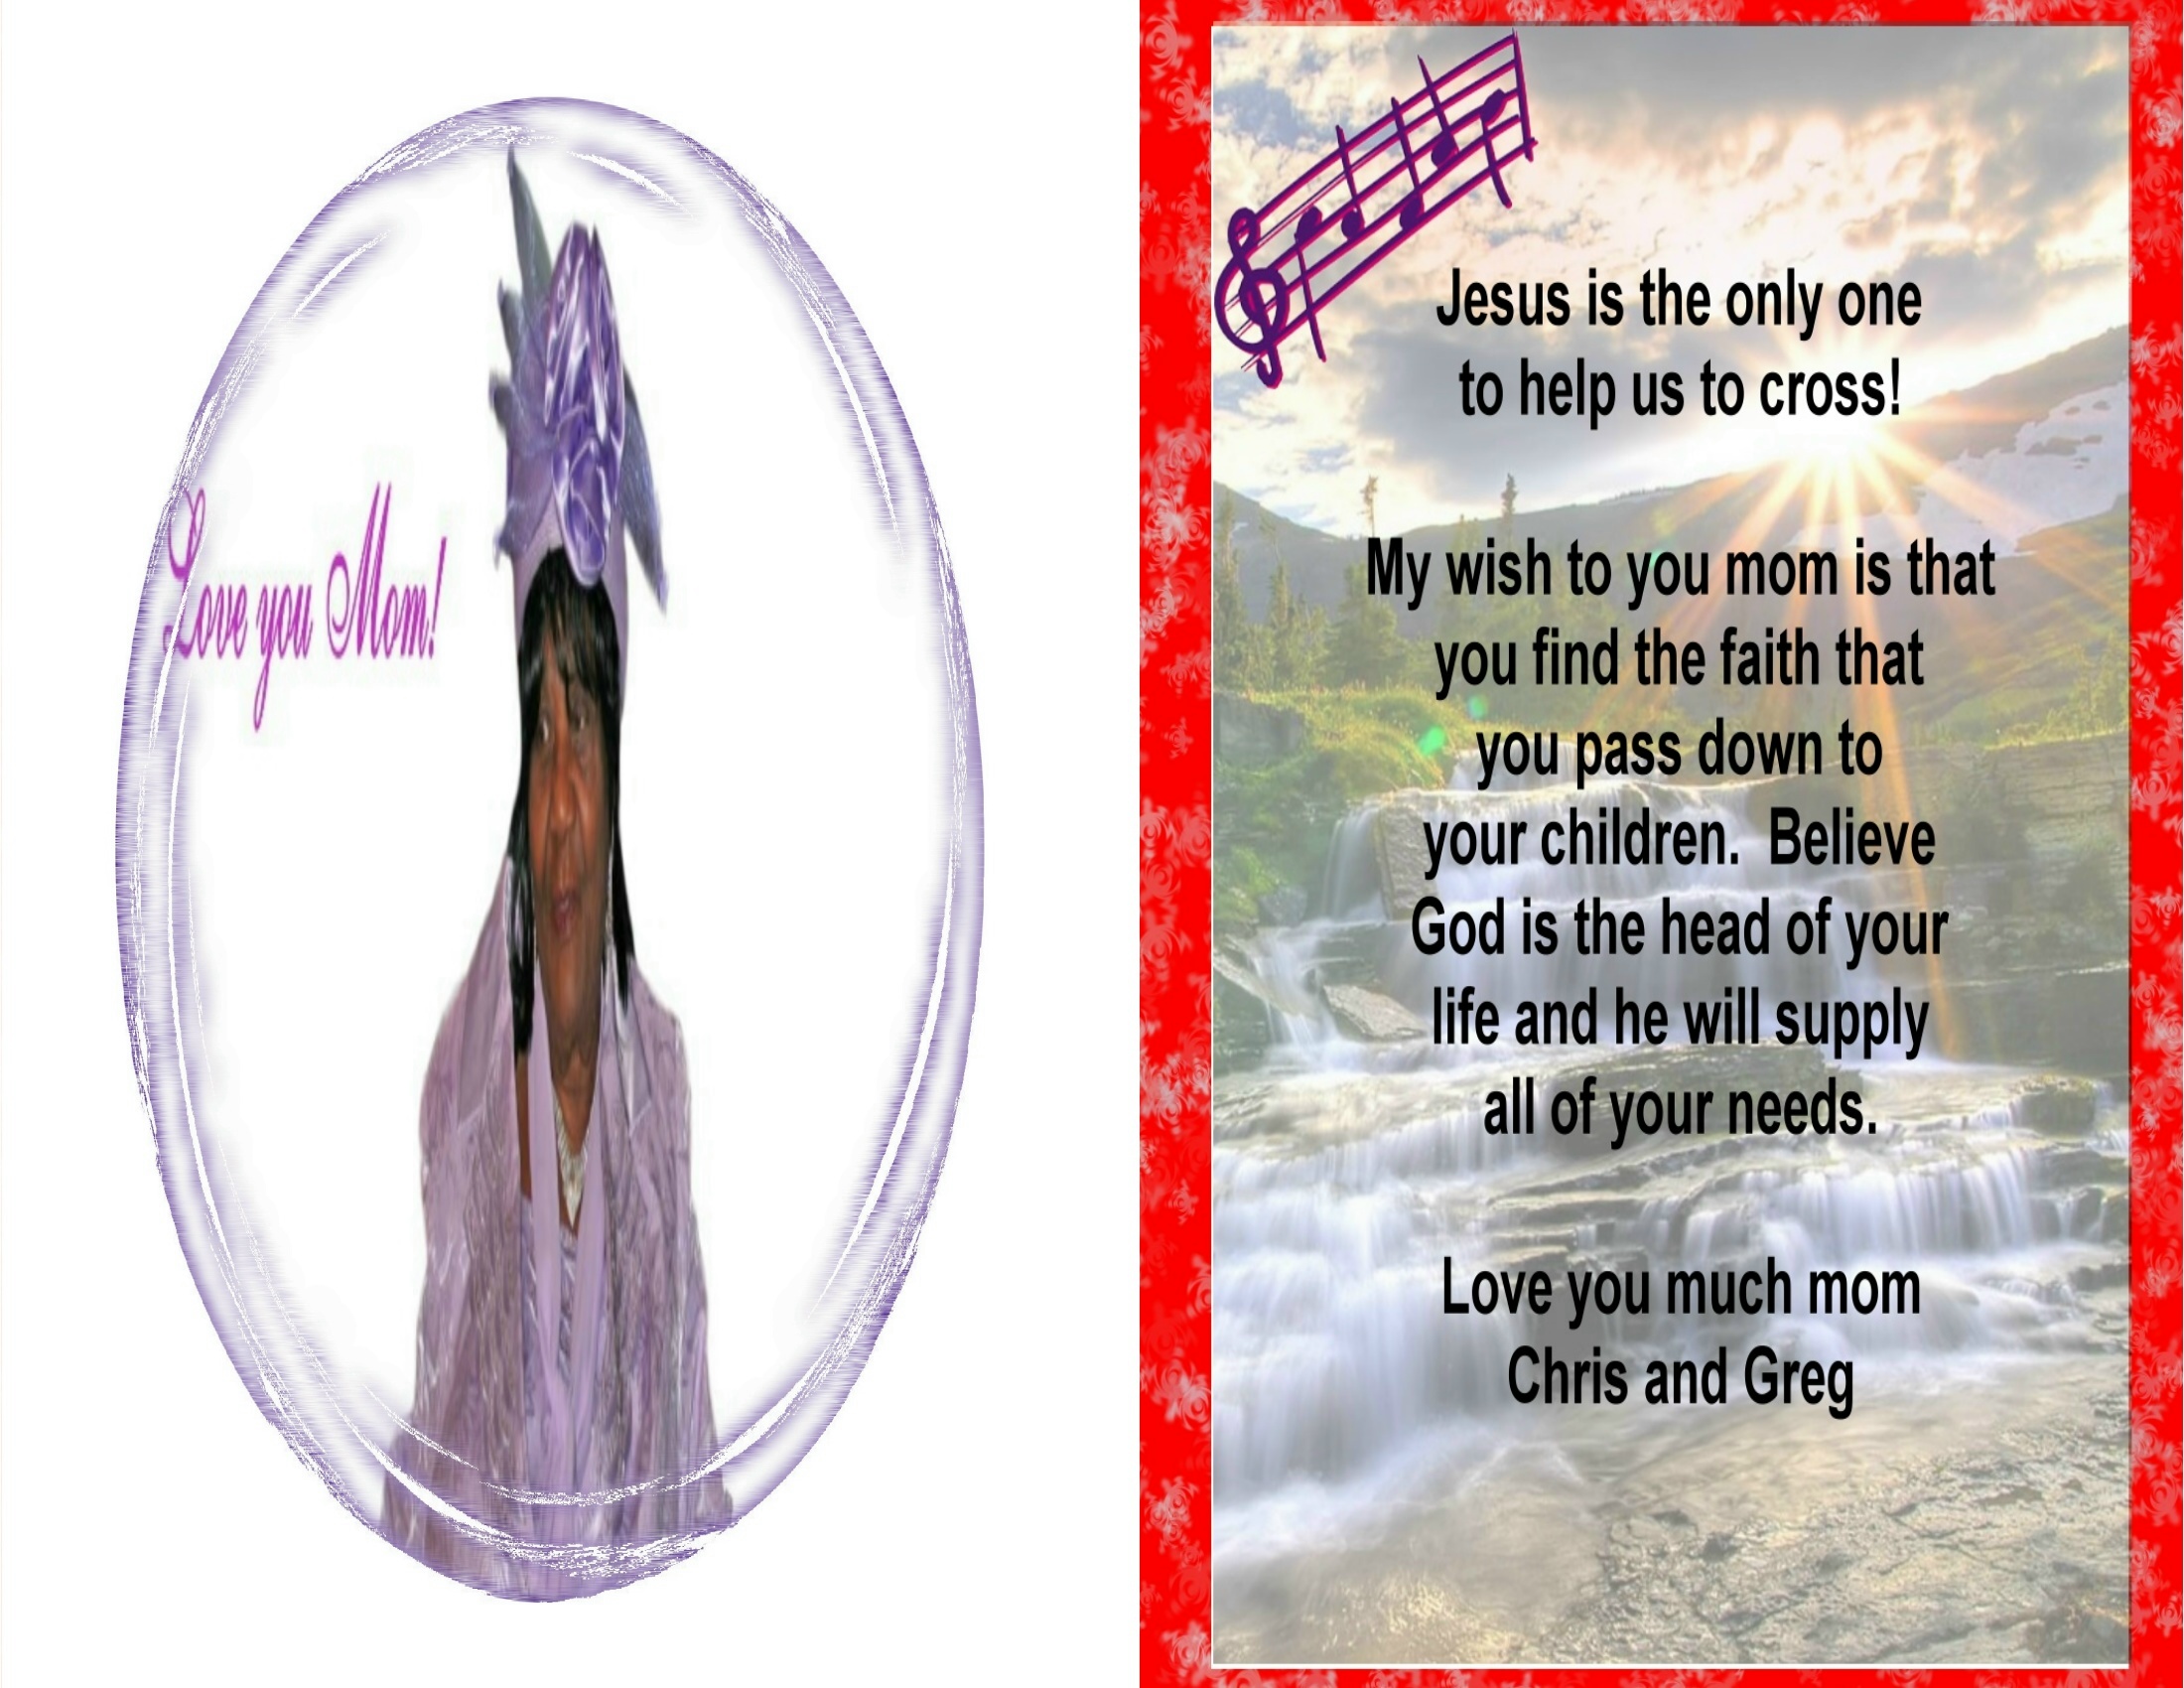 Love you Mom!
Jesus is the only one
to help us to cross!
My wish to you mom is that
you find the faith that
you pass down to
your children.  Believe
God is the head of your
life and he will supply
all of your needs.
Love you much mom
Chris and Greg